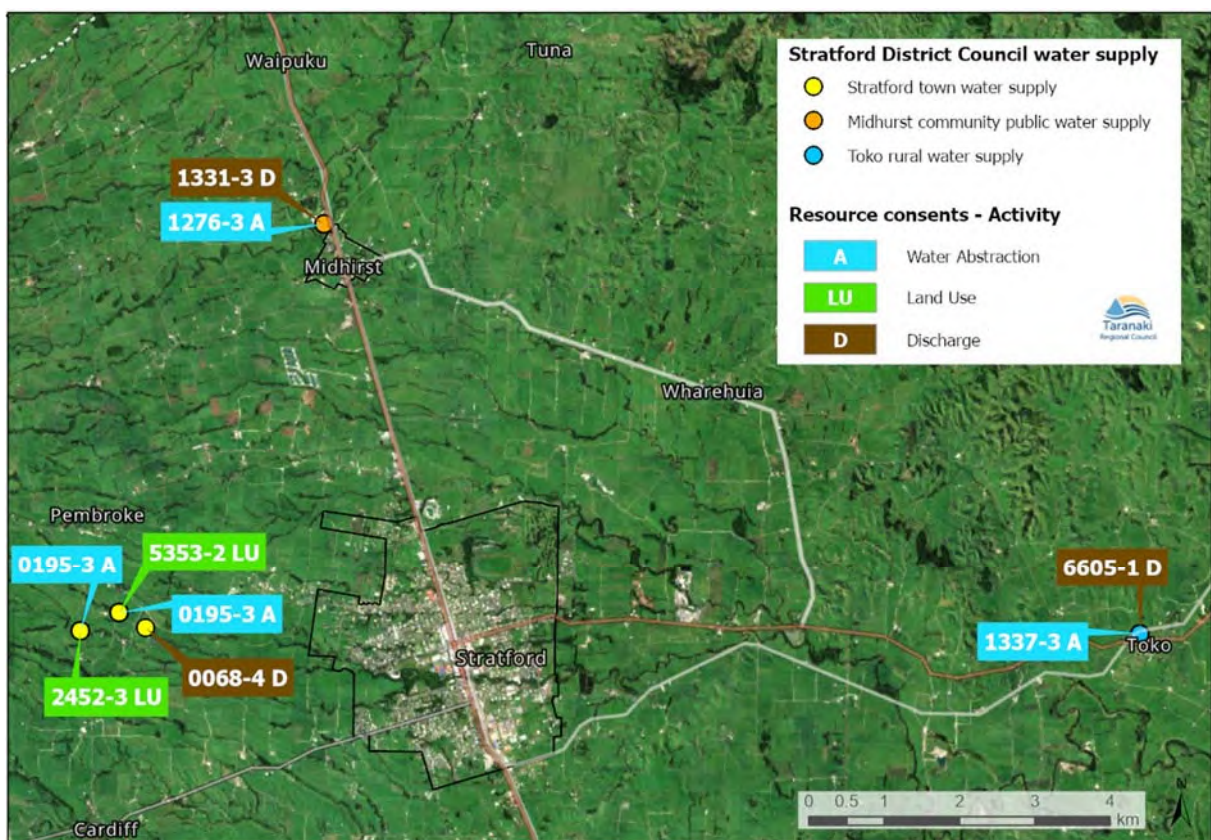 Waipuku
Tuna
Stratford District Council water supply
Stratford town water supply
Midhurst community public water supply
Toko rural water supply
Resource consents - Activity
A Water Abstraction
LU Land Use
D Discharge
Taranaki
Regional Council
1331-3 D
1276-3 A
Midhirst
Wharehuia
Pembroke
0195-3 A
5353-2 LU
0195-3 A
2452-3 LU
0068-4 D
Stratford
6605-1 D
1337-3 A
Toko
Cardiff
0 0.5 1 2 3 4
km
N